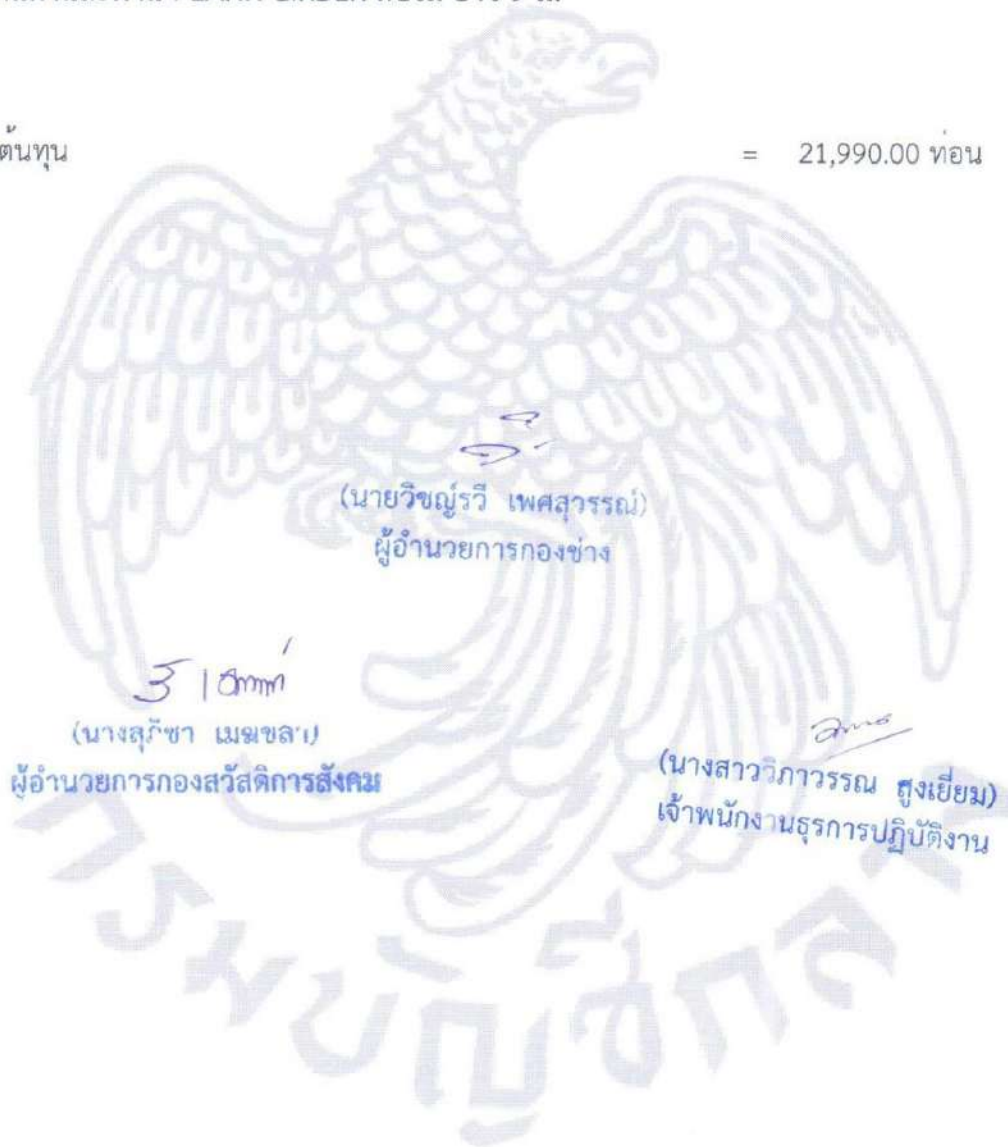 ต้นทุน = 21,990.00 ท่อน
(นายวิชญ์รวี เพศสุวรรณ์)
ผู้อำนวยการกองช่าง
(นางสุภัชา เมฆขลา)
ผู้อำนวยการกองสวัสดิการสังคม
(นางสาววิภาวรรณ สูงเยี่ยม)
เจ้าพนักงานธุรการปฏิบัติงาน
กรมบัญชีกลาง